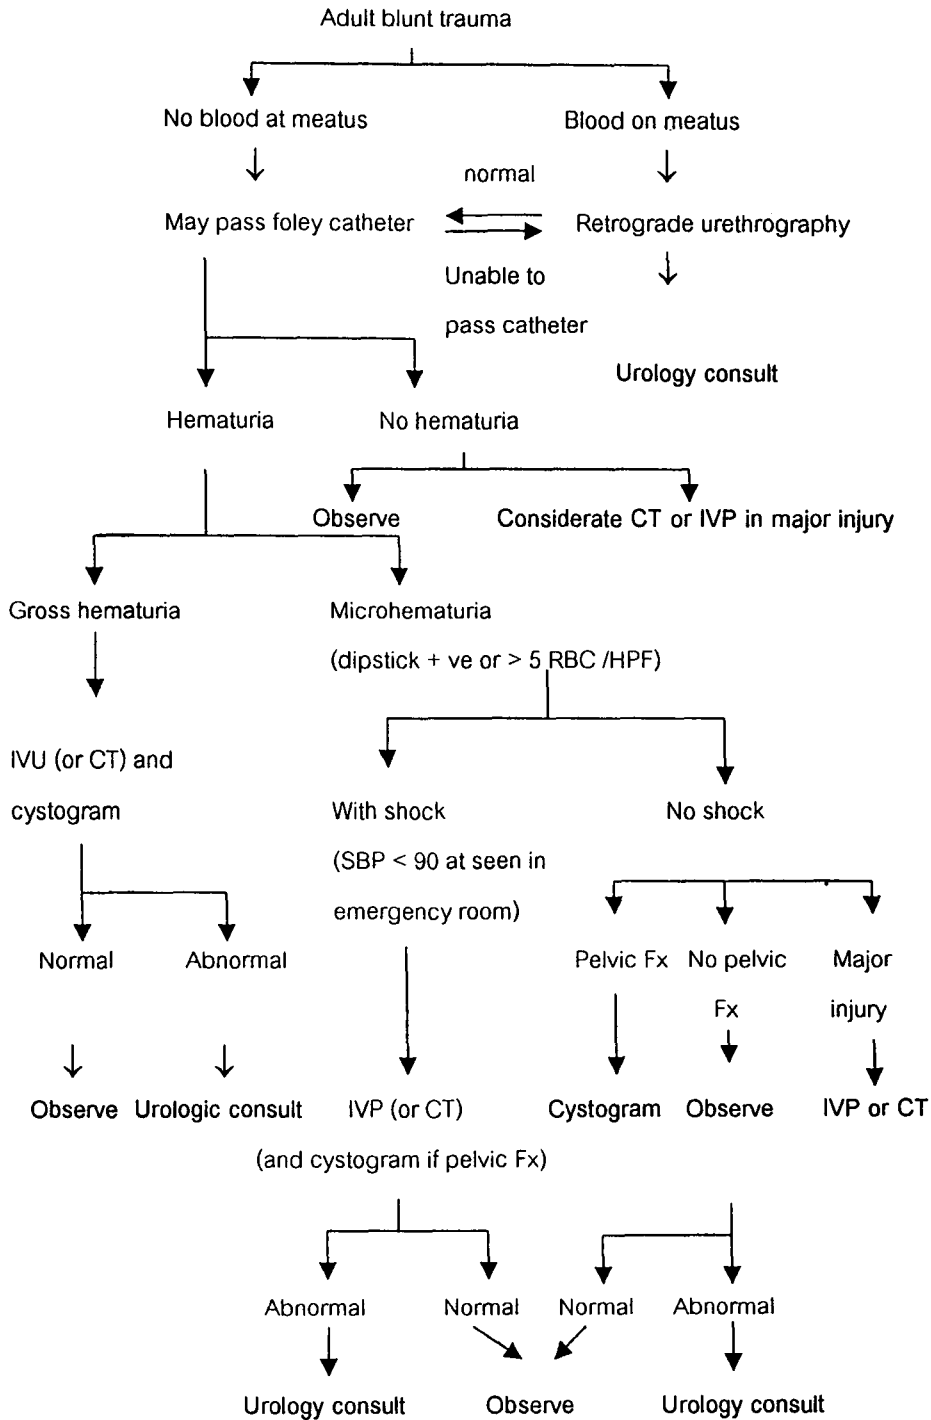 Adult blunt trauma
No blood at meatus
Blood on meatus
normal
May pass foley catheter
Retrograde urethrography
Unable to
pass catheter
Urology consult
Hematuria
No hematuria
Observe
Considerate CT or IVP in major injury
Gross hematuria
Microhematuria
(dipstick + ve or > 5 RBC /HPF)
IVU (or CT) and
cystogram
With shock
(SBP < 90 at seen in
emergency room)
No shock
Normal
Abnormal
Pelvic Fx
No pelvic
Fx
Major
injury
Observe
Urologic consult
IVP (or CT)
(and cystogram if pelvic Fx)
Cystogram
Observe
IVP or CT
Abnormal
Normal
Normal
Abnormal
Urology consult
Observe
Urology consult